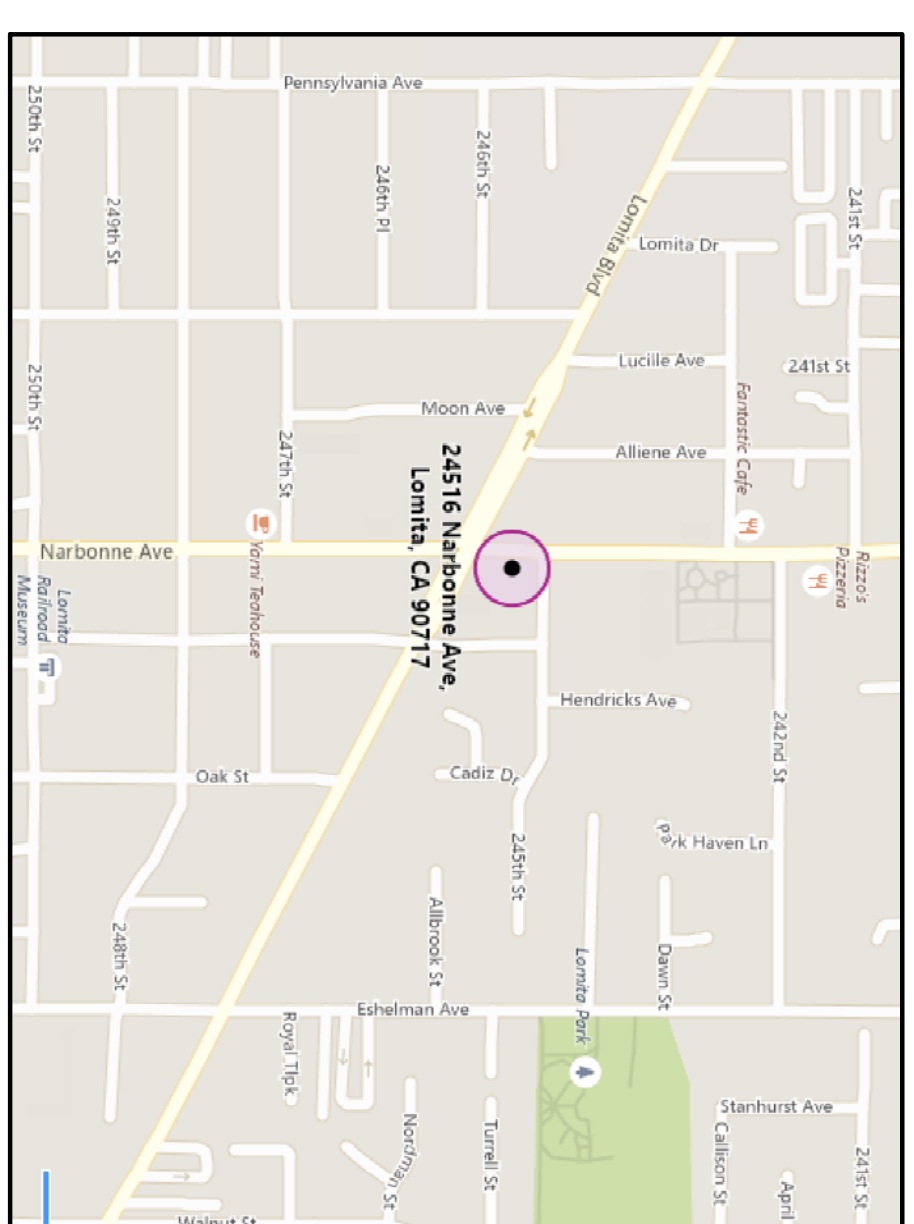 Pennsylvania Ave
250th St
249th St
246th Pl
246th St
Lomita Blvd
Lomita Dr
241st St
Lucille Ave
241st St
250th St
Moon Ave
247th St
Alliene Ave
Fantastic Cafe
24516 Narbonne Ave,
Lomita, CA 90717
Narbonne Ave
Yami Teahouse
Rizzo's
Pizzeria
Lomita
Railroad
Museum
Hendricks Ave
242nd St
Oak St
Cadiz Dr
245th St
Park Haven Ln
248th St
Allbrook St
Lomita Park
Dawn St
Eshelman Ave
Royal Tlpk
Nordman St
Turrell St
Stanhurst Ave
Callison St
241st St
April
Walnut St